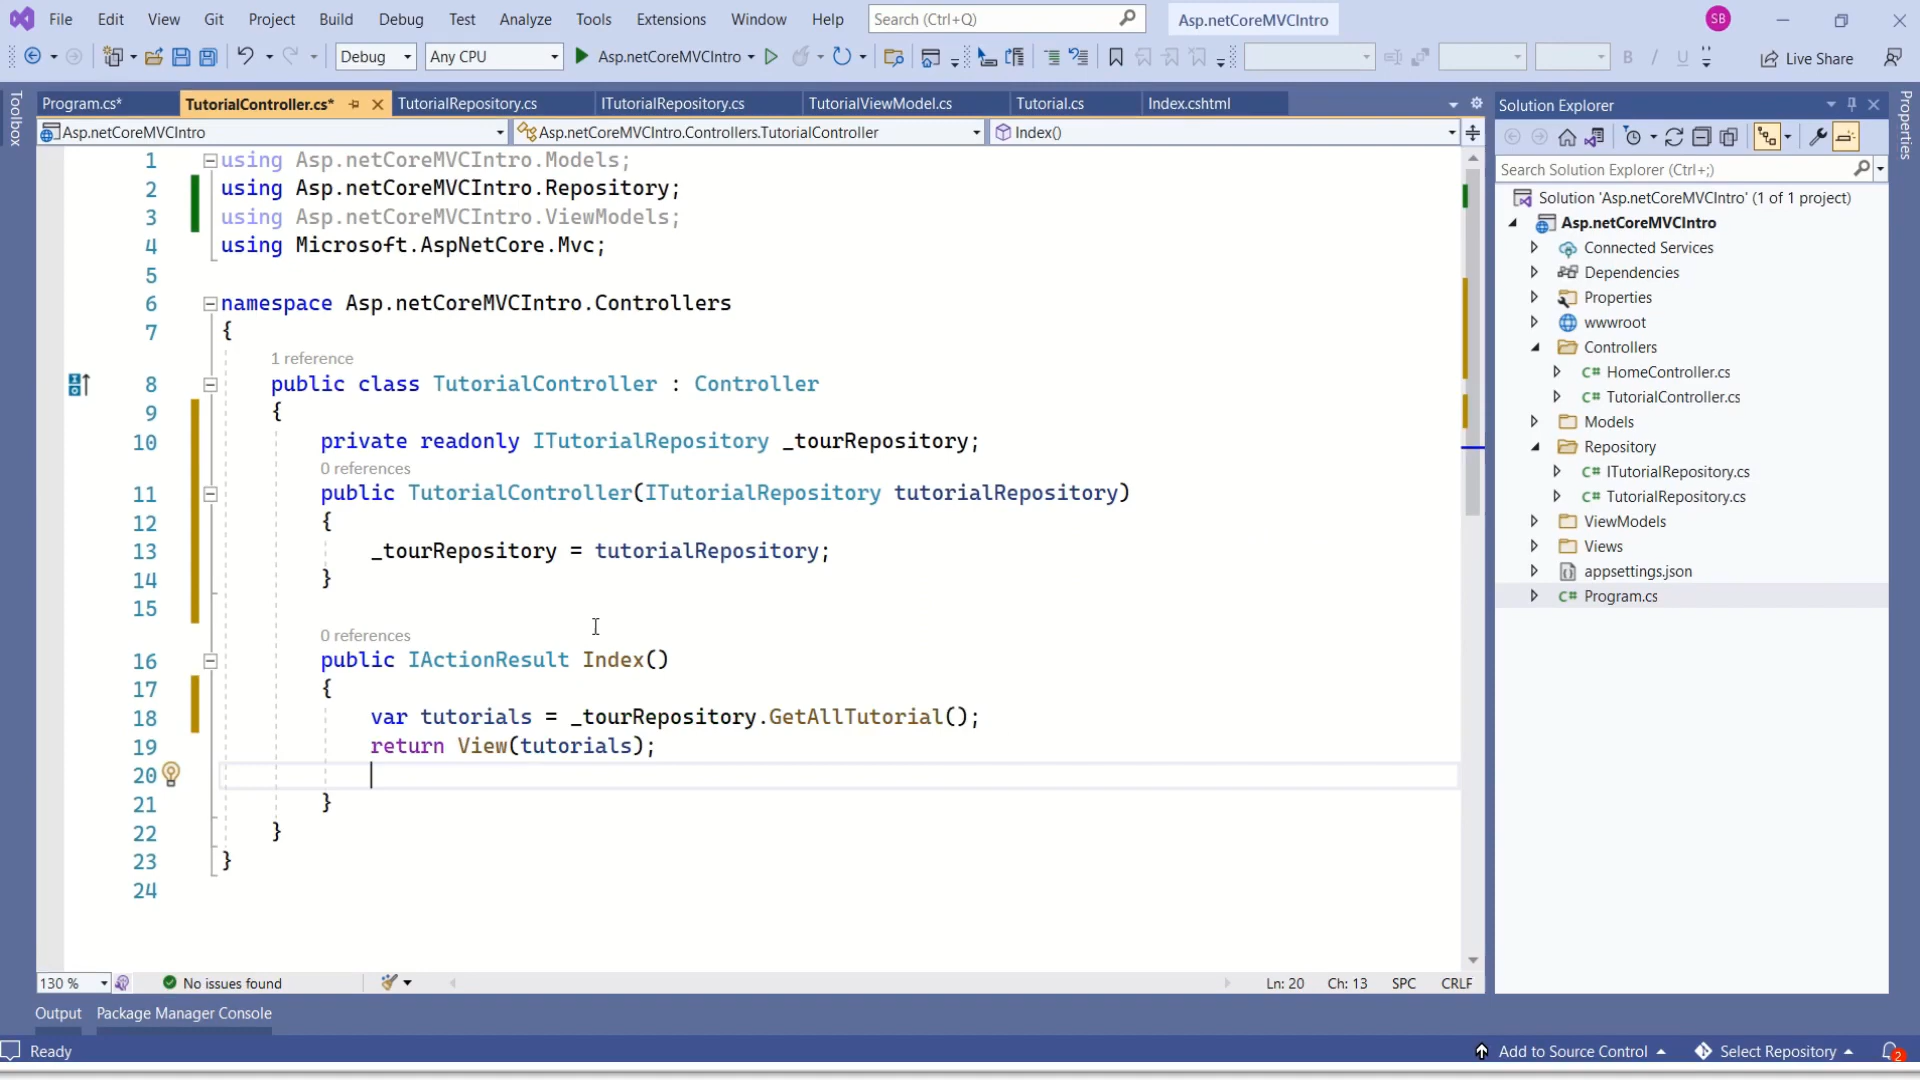 File Edit View Git Project Build Debug Test Analyze Tools Extensions Window Help Search (Ctrl+Q) Asp.netCoreMVCIntro SB
Debug Any CPU Asp.netCoreMVCIntro Live Share
Toolbox
Program.cs* TutorialController.cs* TutorialRepository.cs ITutorialRepository.cs TutorialViewModel.cs Tutorial.cs Index.cshtml
Asp.netCoreMVCIntro Asp.netCoreMVCIntro.Controllers.TutorialController Index()
1 using Asp.netCoreMVCIntro.Models;
2 using Asp.netCoreMVCIntro.Repository;
3 using Asp.netCoreMVCIntro.ViewModels;
4 using Microsoft.AspNetCore.Mvc;
5
6 namespace Asp.netCoreMVCIntro.Controllers
7 {
1 reference
8 public class TutorialController : Controller
9 {
10 private readonly ITutorialRepository _tourRepository;
0 references
11 public TutorialController(ITutorialRepository tutorialRepository)
12 {
13 _tourRepository = tutorialRepository;
14 }
15
0 references
16 public IActionResult Index()
17 {
18 var tutorials = _tourRepository.GetAllTutorial();
19 return View(tutorials);
20
21 }
22 }
23 }
24
130 % No issues found Ln: 20 Ch: 13 SPC CRLF
Solution Explorer
Search Solution Explorer (Ctrl+;)
Solution 'Asp.netCoreMVCIntro' (1 of 1 project)
Asp.netCoreMVCIntro
Connected Services
Dependencies
Properties
wwwroot
Controllers
C# HomeController.cs
C# TutorialController.cs
Models
Repository
C# ITutorialRepository.cs
C# TutorialRepository.cs
ViewModels
Views
appsettings.json
C# Program.cs
Properties
Output Package Manager Console
Ready Add to Source Control Select Repository 2